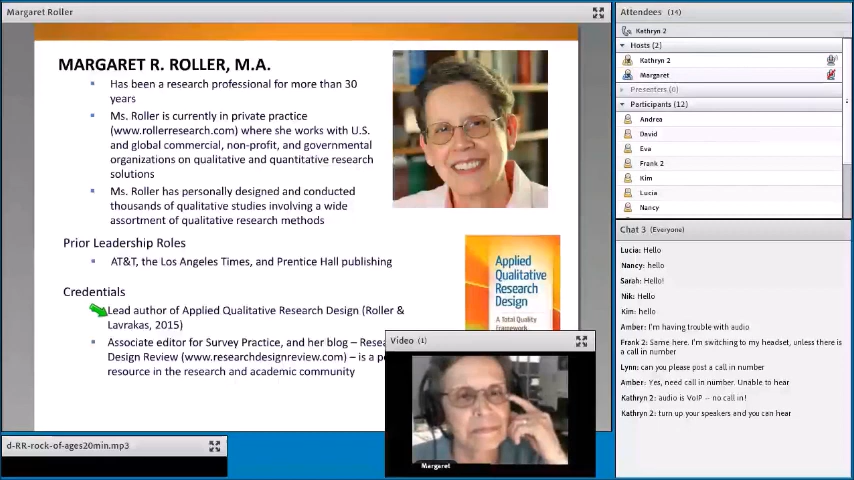 Margaret Roller
MARGARET R. ROLLER, M.A.
Has been a research professional for more than 30
years
Ms. Roller is currently in private practice
(www.rollerresearch.com) where she works with U.S.
and global commercial, non-profit, and governmental
organizations on qualitative and quantitative research
solutions
Ms. Roller has personally designed and conducted
thousands of qualitative studies involving a wide
assortment of qualitative research methods
Prior Leadership Roles
AT&T, the Los Angeles Times, and Prentice Hall publishing
Credentials
Lead author of Applied Qualitative Research Design (Roller &
Lavrakas, 2015)
Associate editor for Survey Practice, and her blog – Resea
Design Review (www.researchdesignreview.com) – is a p
resource in the research and academic community
Applied
Qualitative
Research
Design
A Total Quality
Framework
Video (1)
Margaret
d-RR-rock-of-ages20min.mp3
Attendees (14)
Kathryn 2
Hosts (2)
Kathryn 2
Margaret
Presenters (0)
Participants (12)
Andrea
David
Eva
Frank 2
Kim
Lucia
Nancy
Chat 3 (Everyone)
Lucia: Hello
Nancy: hello
Sarah: Hello!
Nik: Hello
Kim: hello
Amber: I'm having trouble with audio
Frank 2: Same here. I'm switching to my headset, unless there is
a call in number
Lynn: can you please post a call in number
Amber: Yes, need call in number. Unable to hear
Kathryn 2: audio is VoIP -- no call in!
Kathryn 2: turn up your speakers and you can hear